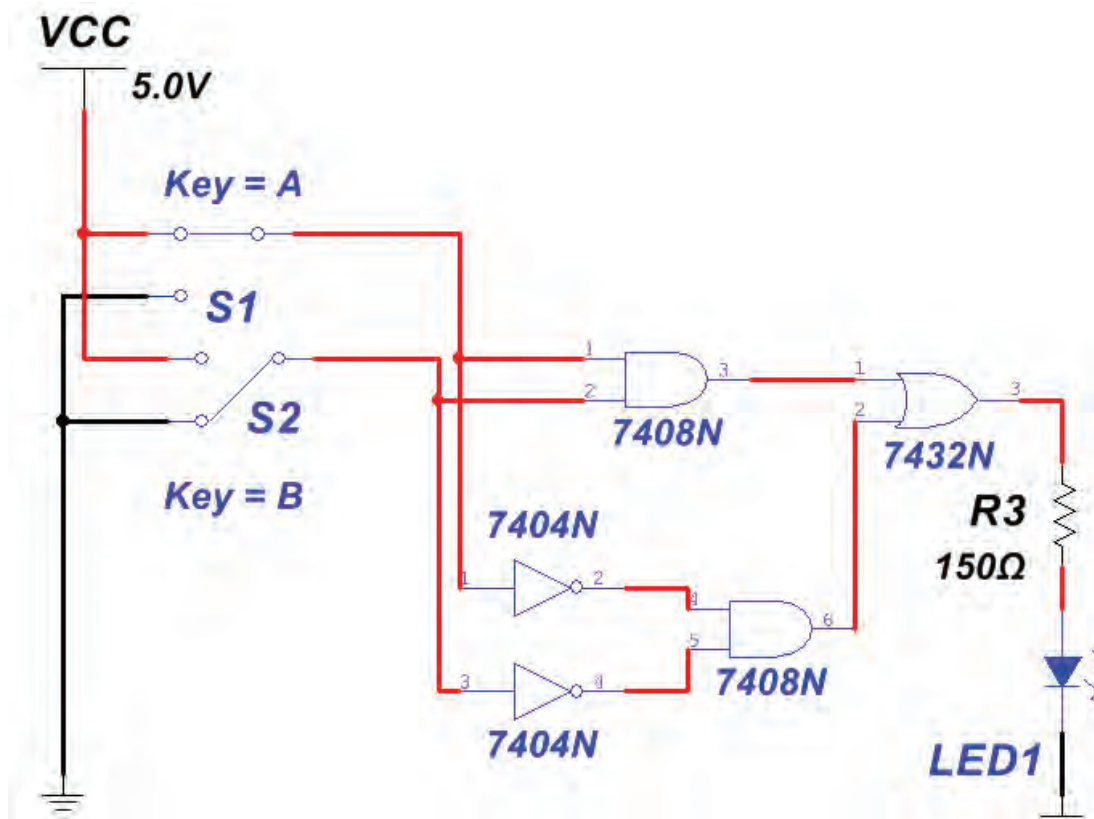 VCC
5.0V
Key = A
S1
S2
Key = B
1
2
3
7408N
1
2
3
7432N
R3
150Ω
7404N
1
2
4
5
6
7408N
3
4
7404N
LED1